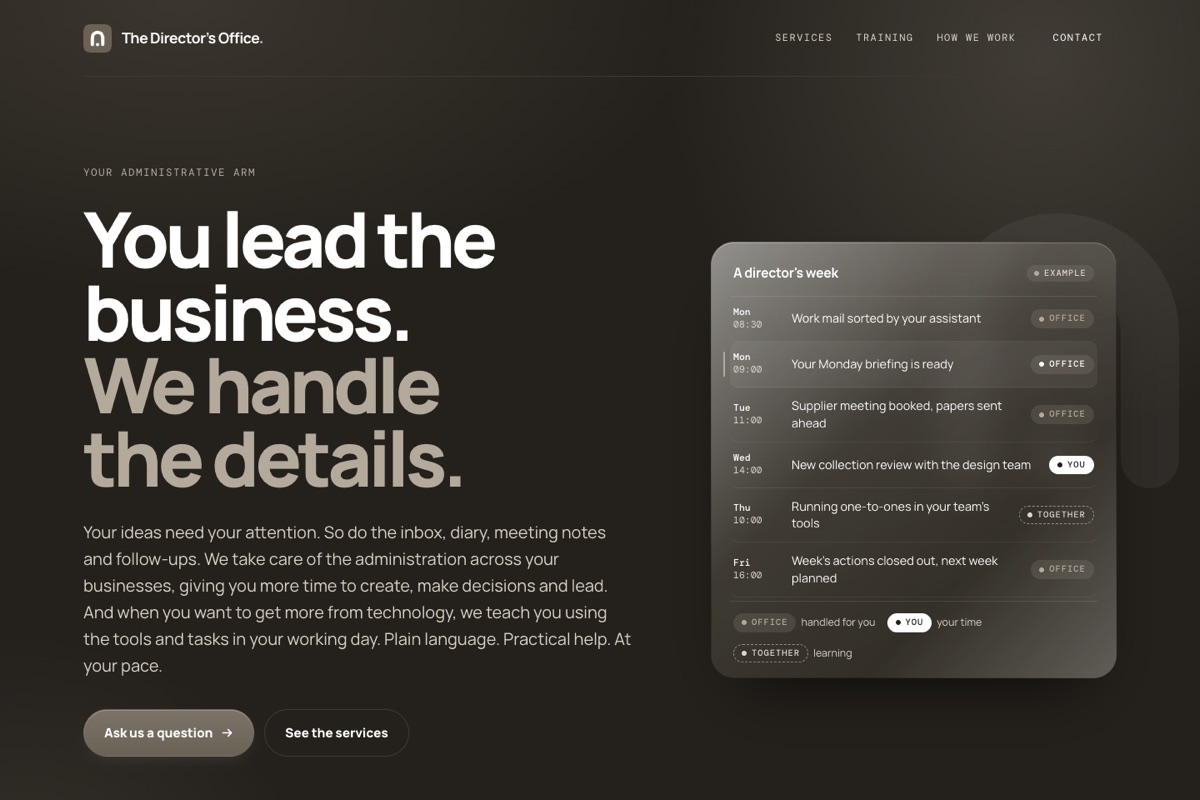 The Director's Office.
SERVICES
TRAINING
HOW WE WORK
CONTACT
YOUR ADMINISTRATIVE ARM
You lead the
business.
We handle
the details.
Your ideas need your attention. So do the inbox, diary, meeting notes
and follow-ups. We take care of the administration across your
businesses, giving you more time to create, make decisions and lead.
And when you want to get more from technology, we teach you using
the tools and tasks in your working day. Plain language. Practical help. At
your pace.
Ask us a question →
See the services
A director's week
EXAMPLE
Mon
08:30
Work mail sorted by your assistant
OFFICE
Mon
09:00
Your Monday briefing is ready
OFFICE
Tue
11:00
Supplier meeting booked, papers sent
ahead
OFFICE
Wed
14:00
New collection review with the design team
YOU
Thu
10:00
Running one-to-ones in your team's
tools
TOGETHER
Fri
16:00
Week's actions closed out, next week
planned
OFFICE
OFFICE handled for you
YOU your time
TOGETHER learning